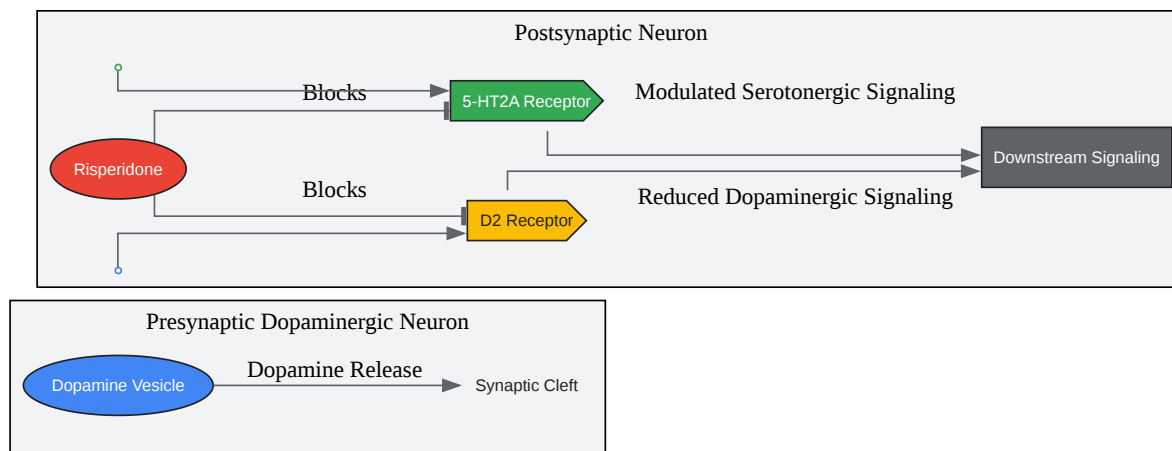 Postsynaptic Neuron
Blocks
5-HT2A Receptor
Modulated Serotonergic Signaling
Risperidone
Downstream Signaling
Blocks
Reduced Dopaminergic Signaling
D2 Receptor
Presynaptic Dopaminergic Neuron
Dopamine Vesicle
Dopamine Release
Synaptic Cleft